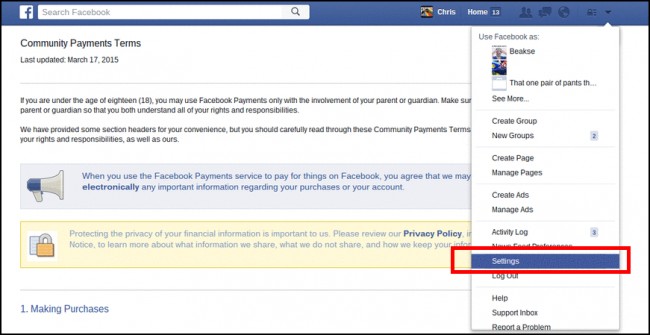 f Search Facebook Chris Home 13
Community Payments Terms
Last updated: March 17, 2015
If you are under the age of eighteen (18), you may use Facebook Payments only with the involvement of your parent or guardian. Make sur
parent or guardian so that you both understand all of your rights and responsibilities.
We have provided some section headers for your convenience, but you should carefully read through these Community Payments Terms
your rights and responsibilities, as well as ours.
When you use the Facebook Payments service to pay for things on Facebook, you agree that we may
electronically any important information regarding your purchases or your account.
Protecting the privacy of your financial information is important to us. Please review our Privacy Policy, in
Notice, to learn more about what information we share, what we do not share, and how we keep your infor
1. Making Purchases
Use Facebook as:
Beakse
That one pair of pants th...
See More...
Create Group
New Groups 2
Create Page
Manage Pages
Create Ads
Manage Ads
Activity Log 3
News Feed Preferences
Settings
Log Out
Help
Support Inbox
Report a Problem